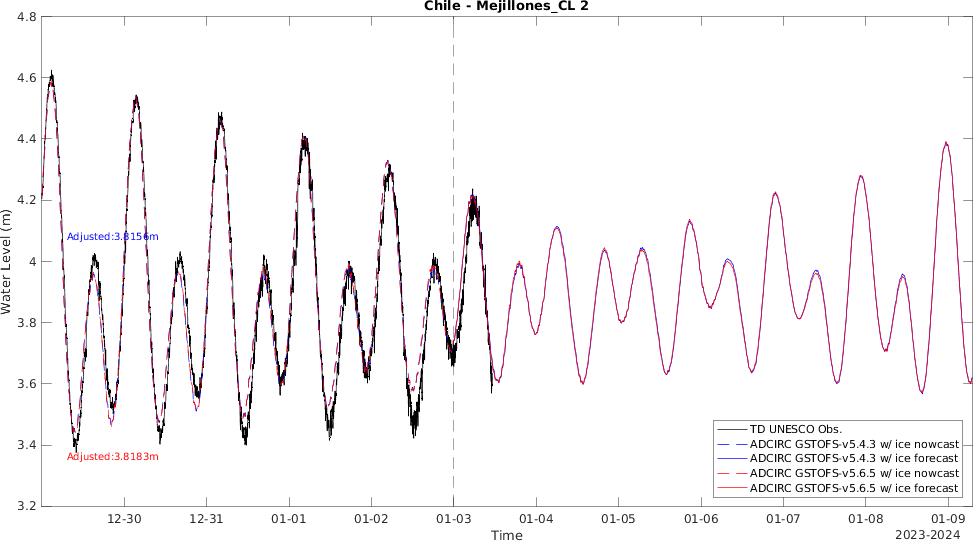 Chile - Mejillones_CL 2
4.8
4.6
4.4
4.2
4
3.8
3.6
3.4
3.2
Water Level (m)
Adjusted:3.8156m
Adjusted:3.8183m
TD UNESCO Obs.
ADCIRC GSTOFS-v5.4.3 w/ ice nowcast
ADCIRC GSTOFS-v5.4.3 w/ ice forecast
ADCIRC GSTOFS-v5.6.5 w/ ice nowcast
ADCIRC GSTOFS-v5.6.5 w/ ice forecast
12-30 12-31 01-01 01-02 01-03 01-04 01-05 01-06 01-07 01-08 01-09
Time
2023-2024